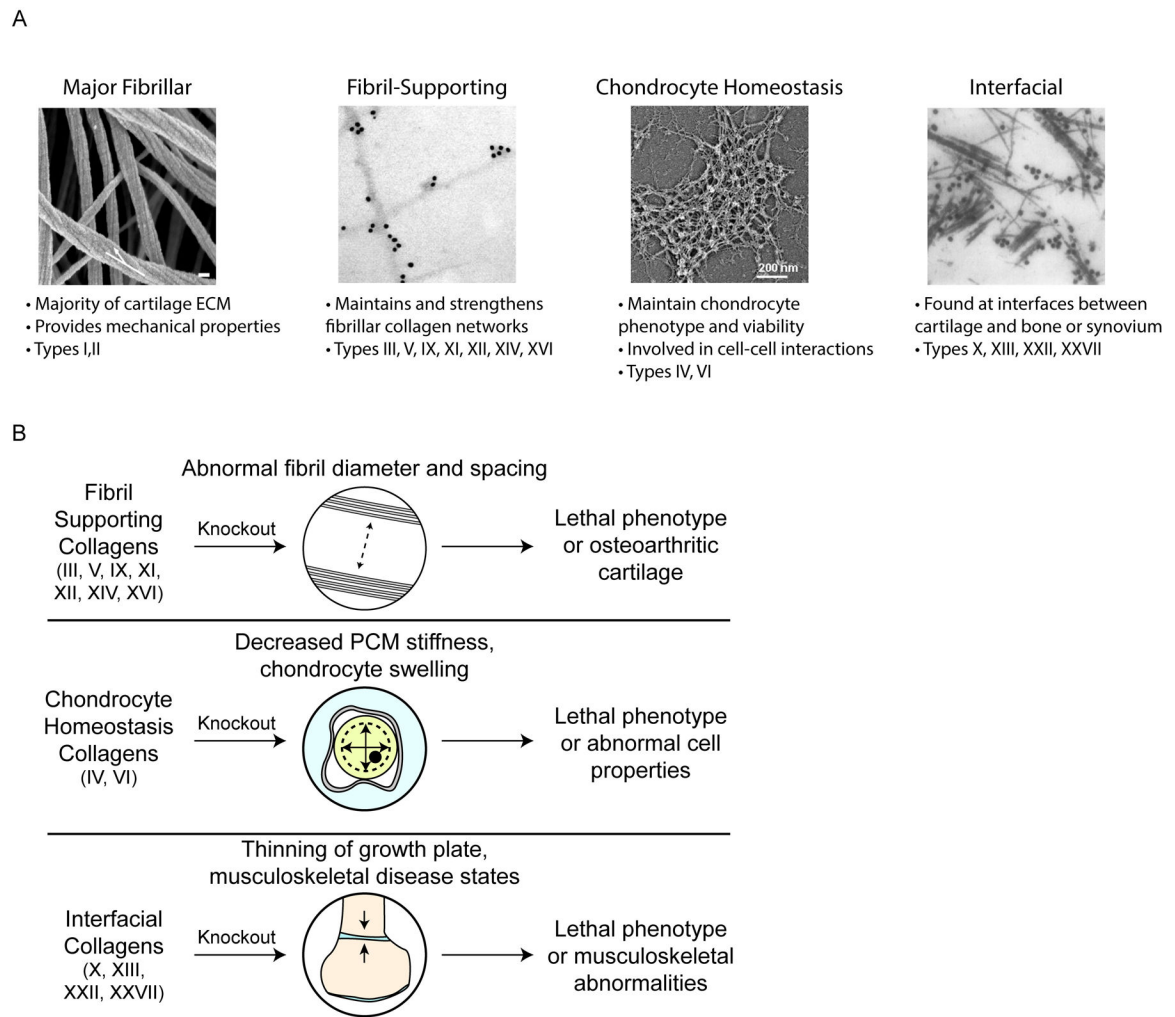 A
Major Fibrillar
• Majority of cartilage ECM
• Provides mechanical properties
• Types I,II
Fibril-Supporting
• Maintains and strengthens
fibrillar collagen networks
• Types III, V, IX, XI, XII, XIV, XVI
Chondrocyte Homeostasis
200 nm
• Maintain chondrocyte
phenotype and viability
• Involved in cell-cell interactions
• Types IV, VI
Interfacial
• Found at interfaces between
cartilage and bone or synovium
• Types X, XIII, XXII, XXVII
B
Abnormal fibril diameter and spacing
Fibril
Supporting
Collagens
(III, V, IX, XI,
XII, XIV, XVI)
Knockout
Lethal phenotype
or osteoarthritic
cartilage
Decreased PCM stiffness,
chondrocyte swelling
Chondrocyte
Homeostasis
Collagens
(IV, VI)
Knockout
Lethal phenotype
or abnormal cell
properties
Thinning of growth plate,
musculoskeletal disease states
Interfacial
Collagens
(X, XIII,
XXII, XXVII)
Knockout
Lethal phenotype
or musculoskeletal
abnormalities